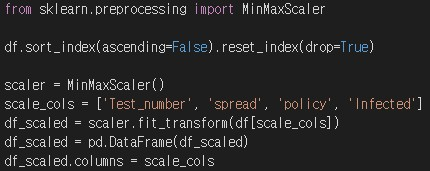 from sklearn.preprocessing import MinMaxScaler
df.sort_index(ascending=False).reset_index(drop=True)
scaler = MinMaxScaler()
scale_cols = ['Test_number', 'spread', 'policy', 'Infected']
df_scaled = scaler.fit_transform(df[scale_cols])
df_scaled = pd.DataFrame(df_scaled)
df_scaled.columns = scale_cols